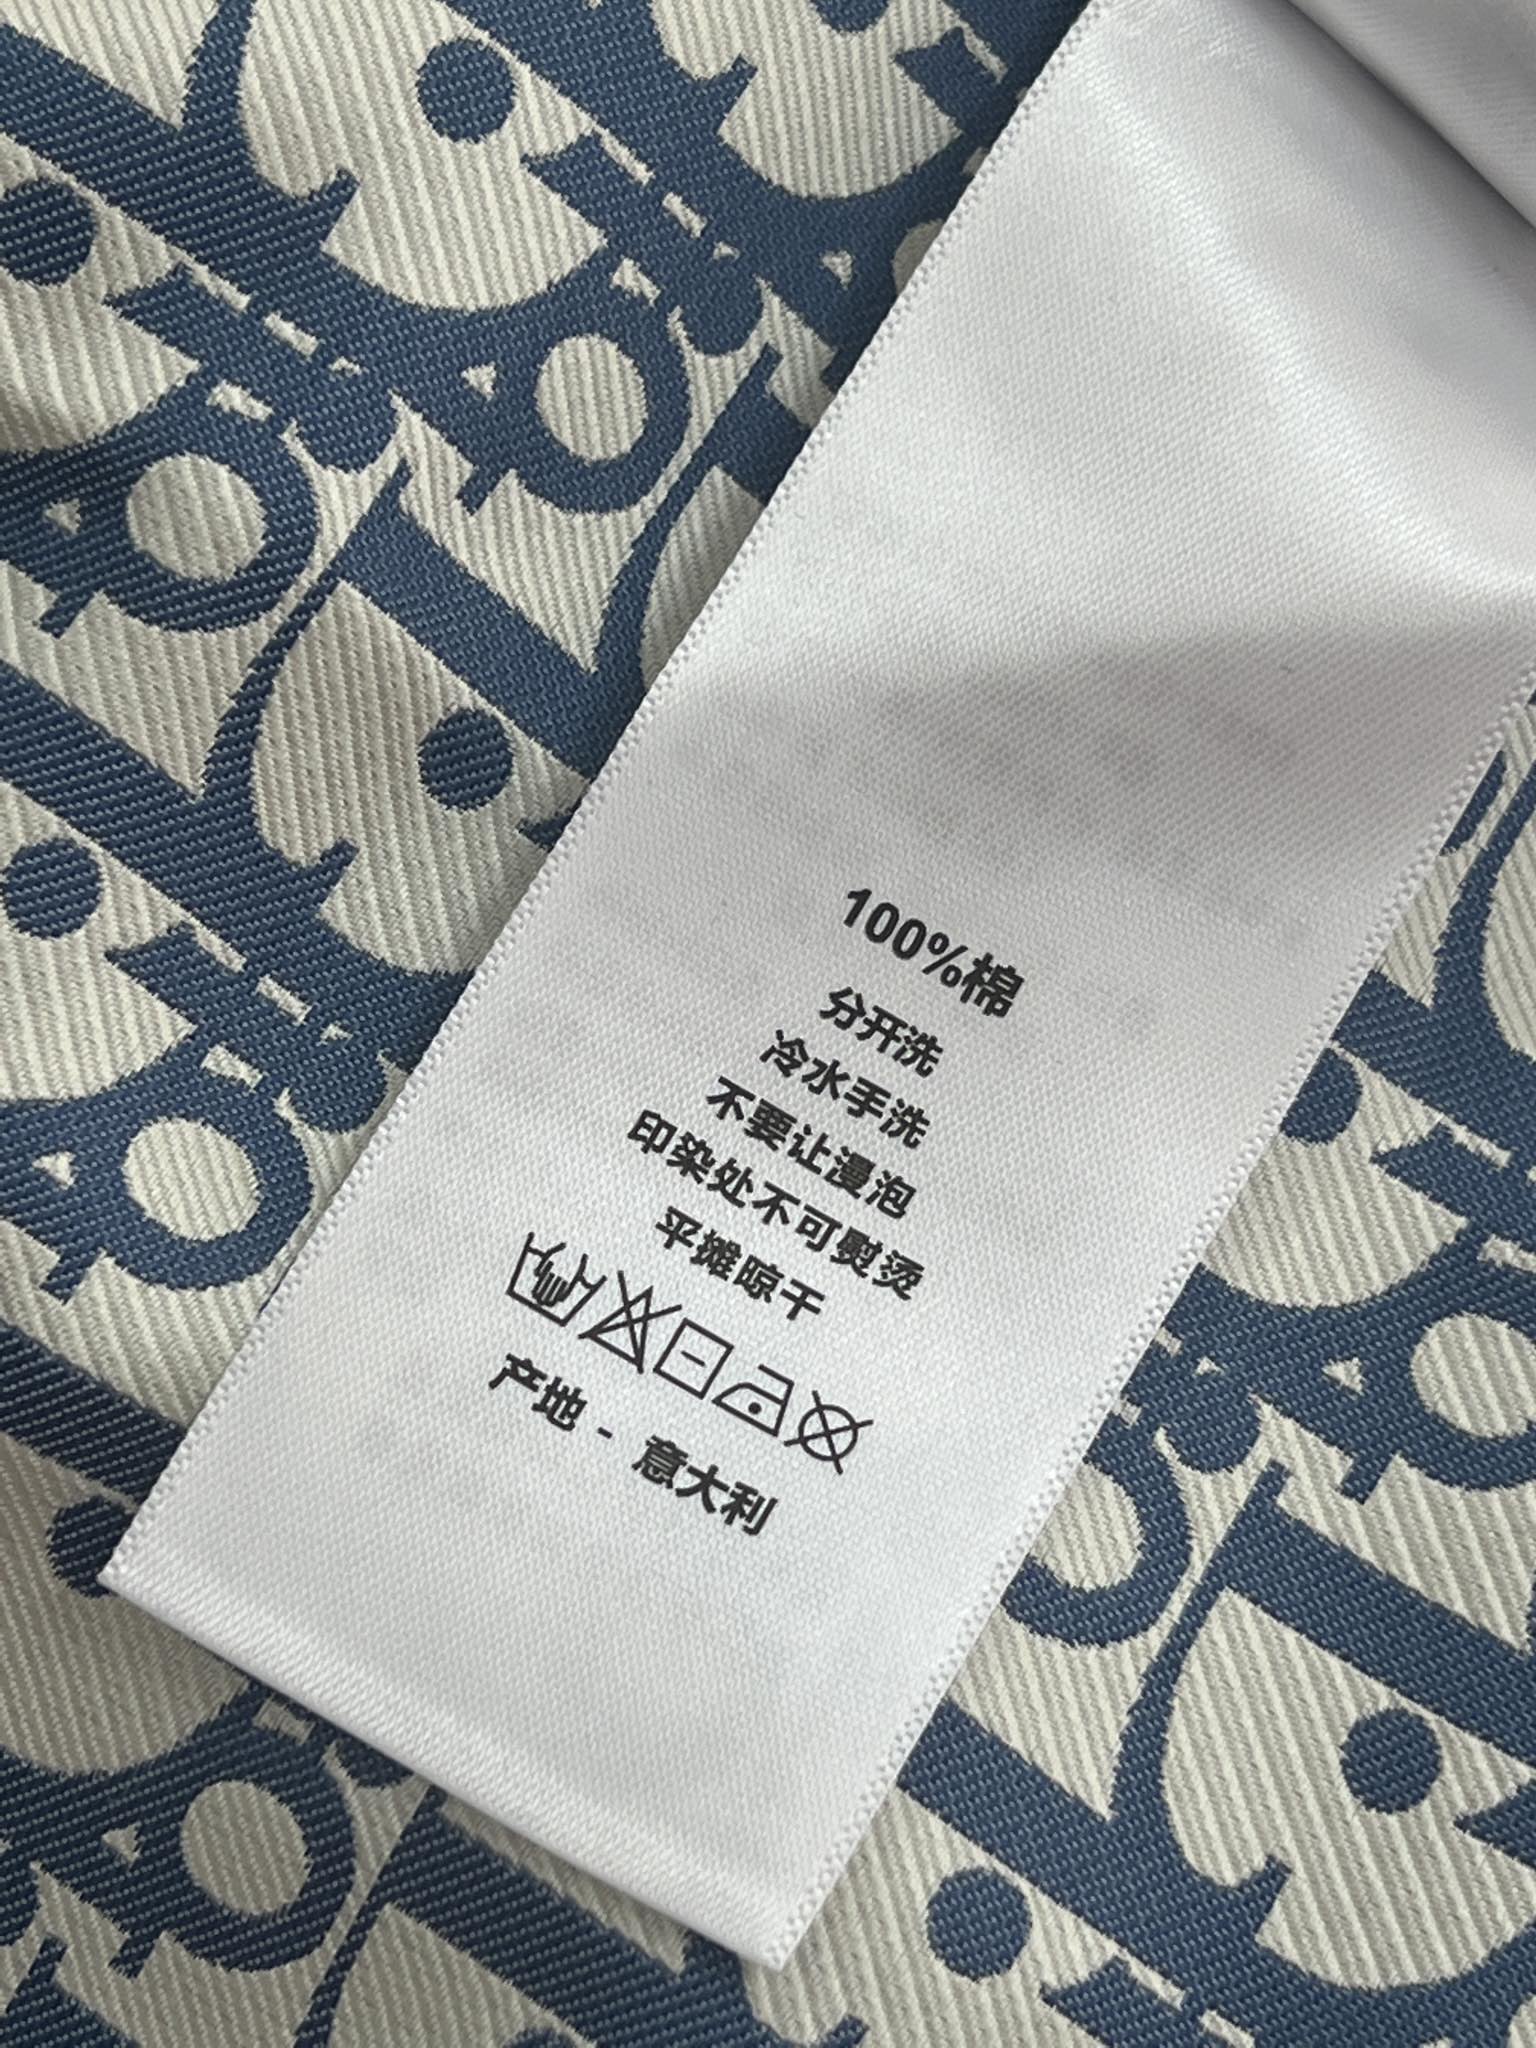 100%棉
分开洗
冷水手洗
不要让漫泡
印染处不可熨烫
平摊晾干
产地 - 意大利